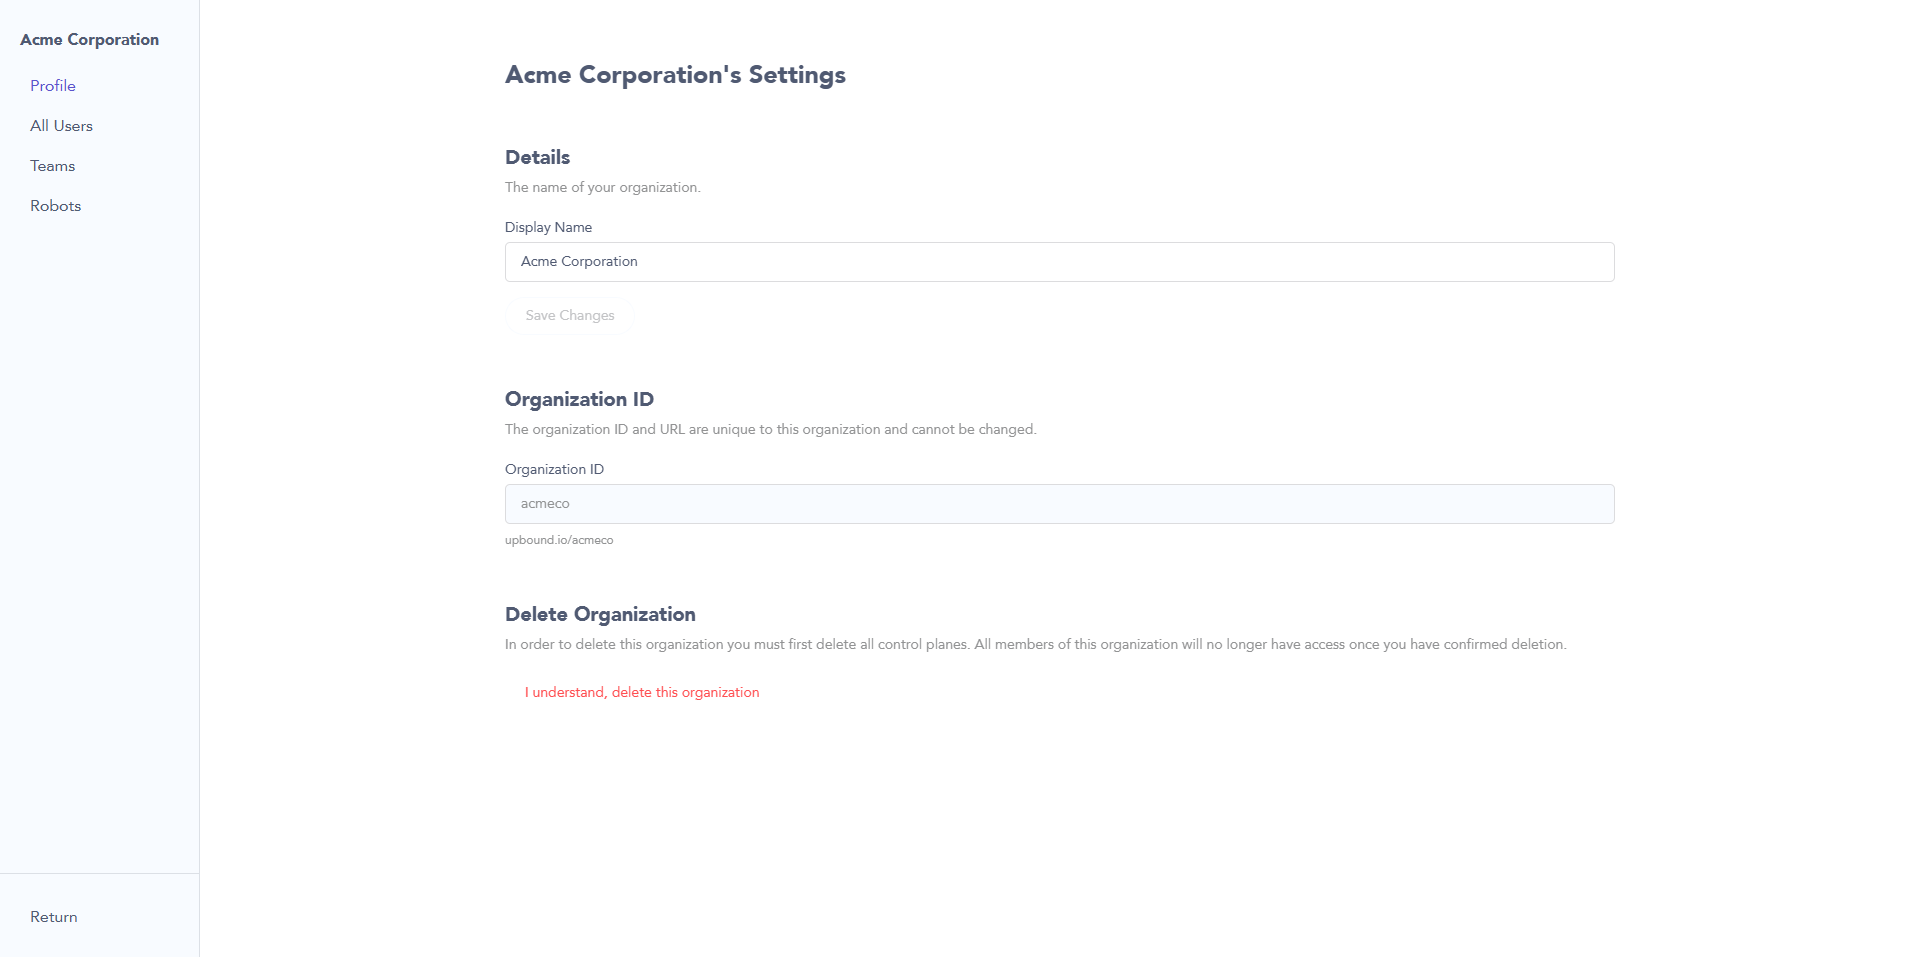 Acme Corporation
Profile
All Users
Teams
Robots
Return
Acme Corporation's Settings
Details
The name of your organization.
Display Name
Acme Corporation
Save Changes
Organization ID
The organization ID and URL are unique to this organization and cannot be changed.
Organization ID
acmeco
upbound.io/acmeco
Delete Organization
In order to delete this organization you must first delete all control planes. All members of this organization will no longer have access once you have confirmed deletion.
I understand, delete this organization